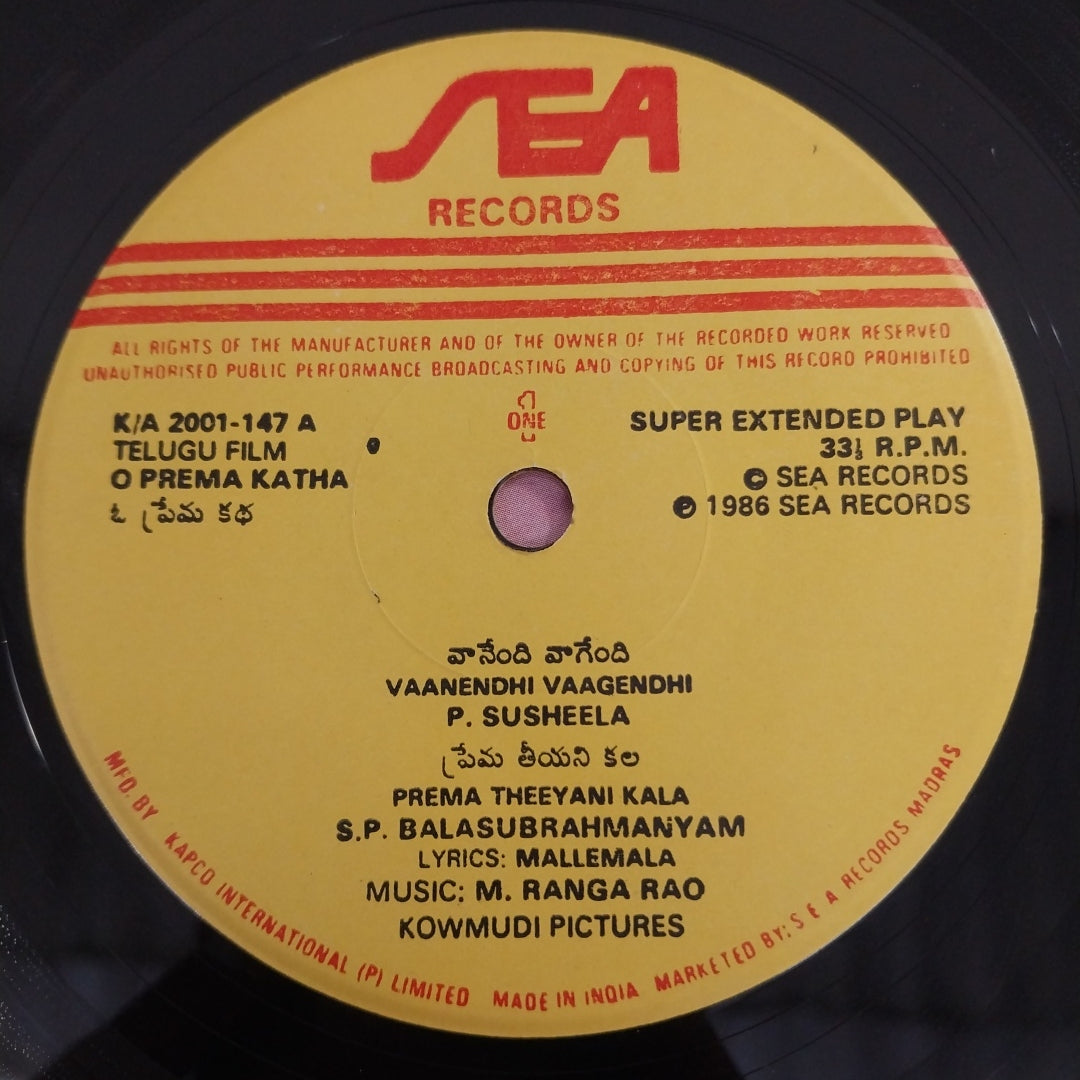 SEA
RECORDS
ALL RIGHTS OF THE MANUFACTURER AND OF THE OWNER OF THE RECORDED WORK RESERVED
UNAUTHORISED PUBLIC PERFORMANCE BROADCASTING AND COPYING OF THIS RECORD PROHIBITED
ONE
K/A 2001-147 A
TELUGU FILM
O PREMA KATHA
ఓ ప్రేమ కథ
SUPER EXTENDED PLAY
33⅓ R.P.M.
© SEA RECORDS
℗ 1986 SEA RECORDS
వానేంది వాగేంది
VAANENDHI VAAGENDHI
P. SUSHEELA
ప్రేమ తీయని కల
PREMA THEEYANI KALA
S.P. BALASUBRAHMANYAM
LYRICS: MALLEMALA
MUSIC: M. RANGA RAO
KOWMUDI PICTURES
MFD. BY KAPCO INTERNATIONAL (P) LIMITED MADE IN INDIA MARKETED BY: S E A RECORDS MADRAS